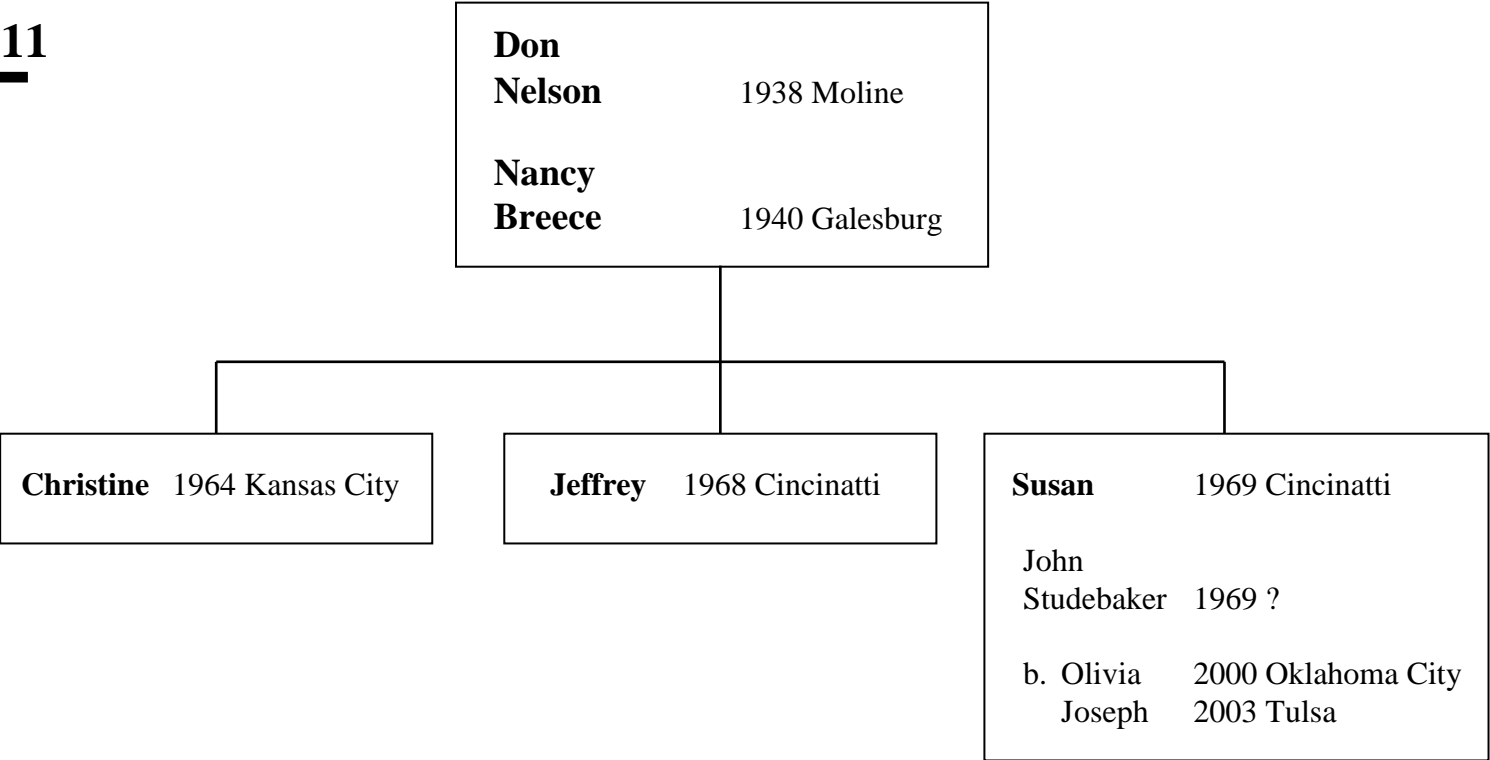 11
Don
Nelson 1938 Moline
Nancy
Breece 1940 Galesburg
Christine 1964 Kansas City
Jeffrey 1968 Cincinatti
Susan 1969 Cincinatti
John
Studebaker 1969 ?
b. Olivia 2000 Oklahoma City
Joseph 2003 Tulsa